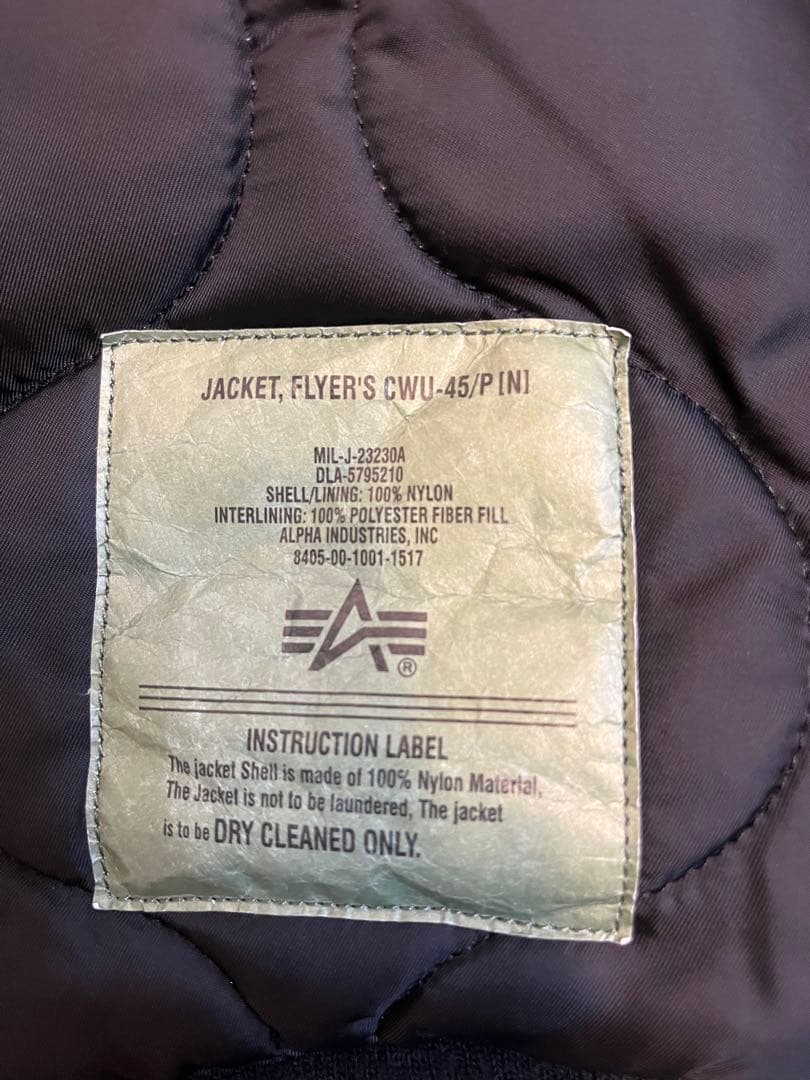 JACKET, FLYER'S CWU-45/P [N]
MIL-J-23230A
DLA-5795210
SHELL/LINING: 100% NYLON
INTERLINING: 100% POLYESTER FIBER FILL
ALPHA INDUSTRIES, INC
8405-00-1001-1517
®
INSTRUCTION LABEL
The jacket Shell is made of 100% Nylon Material.
The Jacket is not to be laundered, The jacket
is to be DRY CLEANED ONLY.